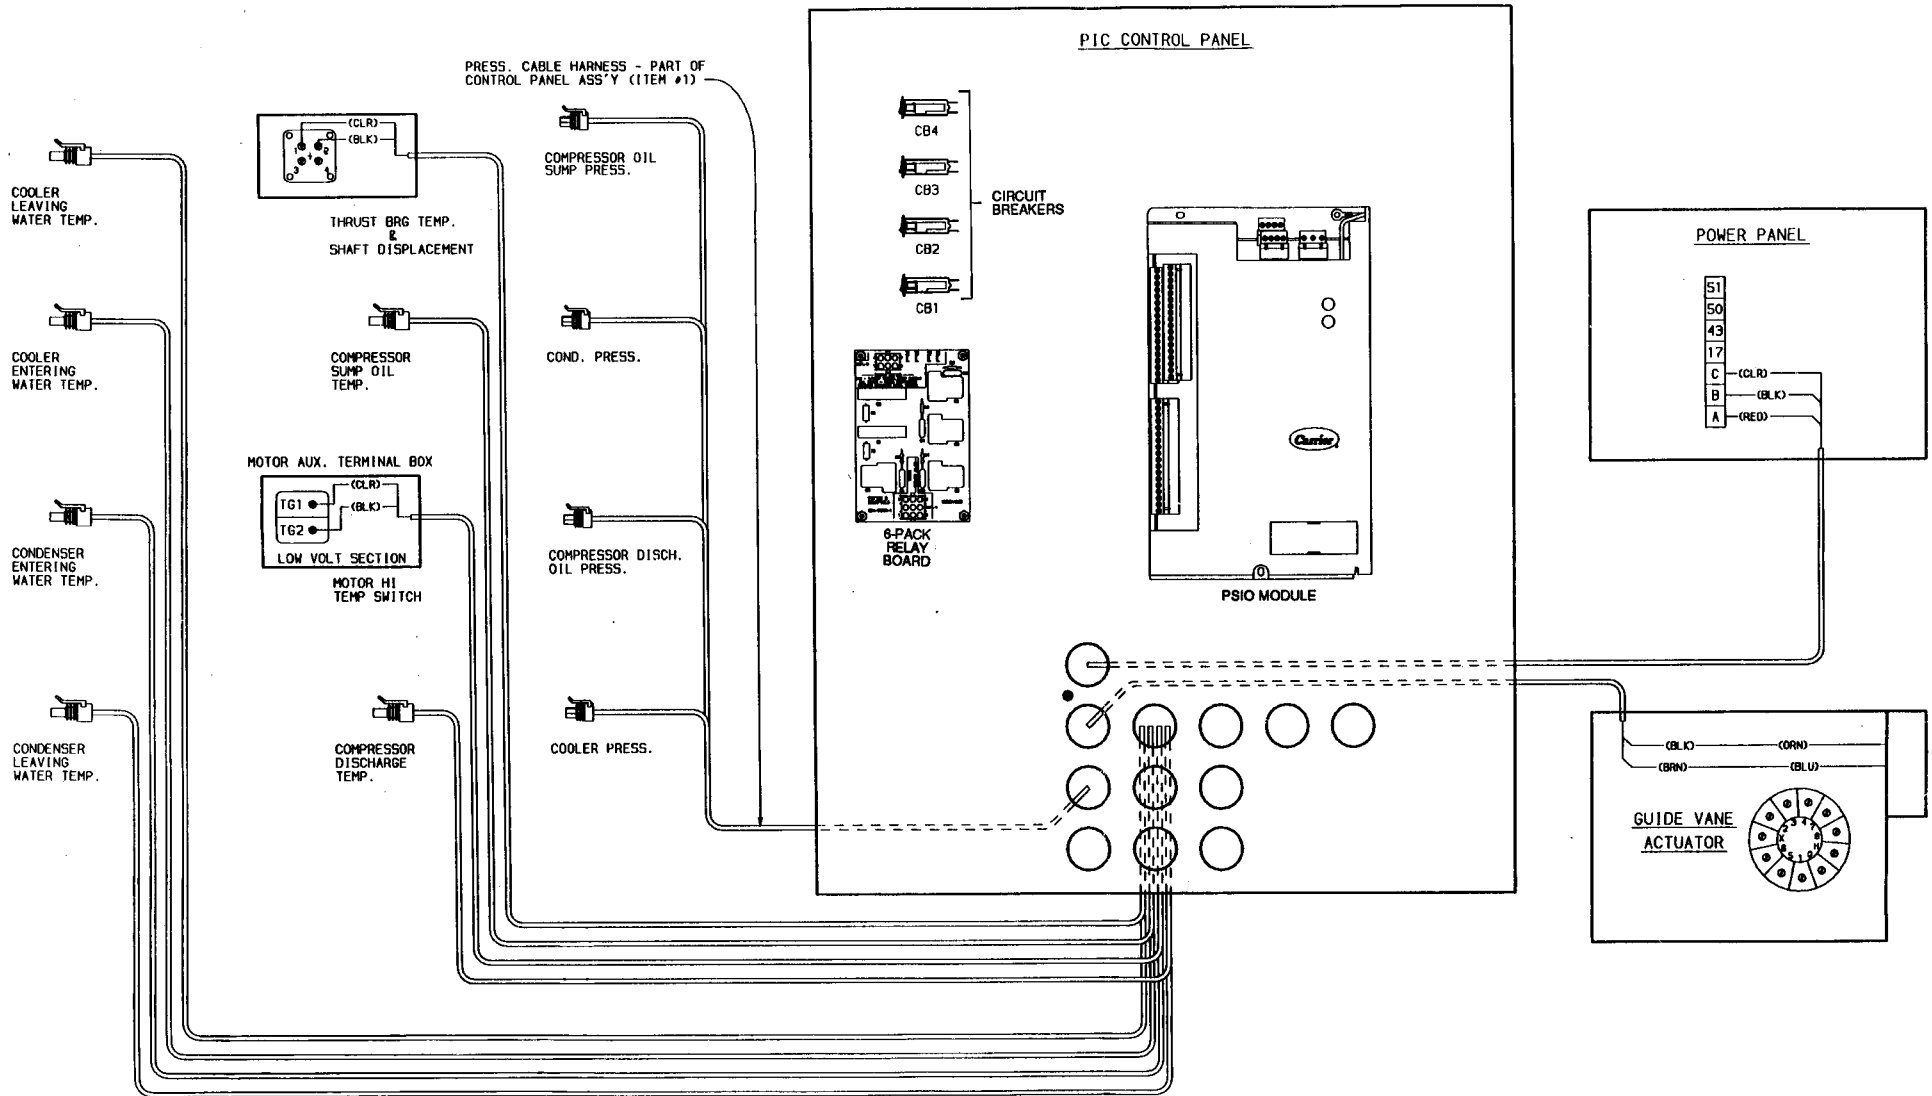 PIC CONTROL PANEL
PRESS. CABLE HARNESS - PART OF
CONTROL PANEL ASS'Y (ITEM #1)
CB4
CB3
CB2
CB1
CIRCUIT
BREAKERS
COOLER
LEAVING
WATER TEMP.
(CLR)
(BLK)
1
2
3
4
THRUST BRG TEMP.
&
SHAFT DISPLACEMENT
COMPRESSOR OIL
SUMP PRESS.
COOLER
ENTERING
WATER TEMP.
COMPRESSOR
SUMP OIL
TEMP.
COND. PRESS.
MOTOR AUX. TERMINAL BOX
(CLR)
TG1
(BLK)
TG2
LOW VOLT SECTION
MOTOR HI
TEMP SWITCH
CONDENSER
ENTERING
WATER TEMP.
COMPRESSOR DISCH.
OIL PRESS.
6-PACK
RELAY
BOARD
Carrier
PSIO MODULE
CONDENSER
LEAVING
WATER TEMP.
COMPRESSOR
DISCHARGE
TEMP.
COOLER PRESS.
POWER PANEL
51
50
43
17
C
(CLR)
B
(BLK)
A
(RED)
(BLK)
(ORN)
(BRN)
(BLU)
GUIDE VANE
ACTUATOR